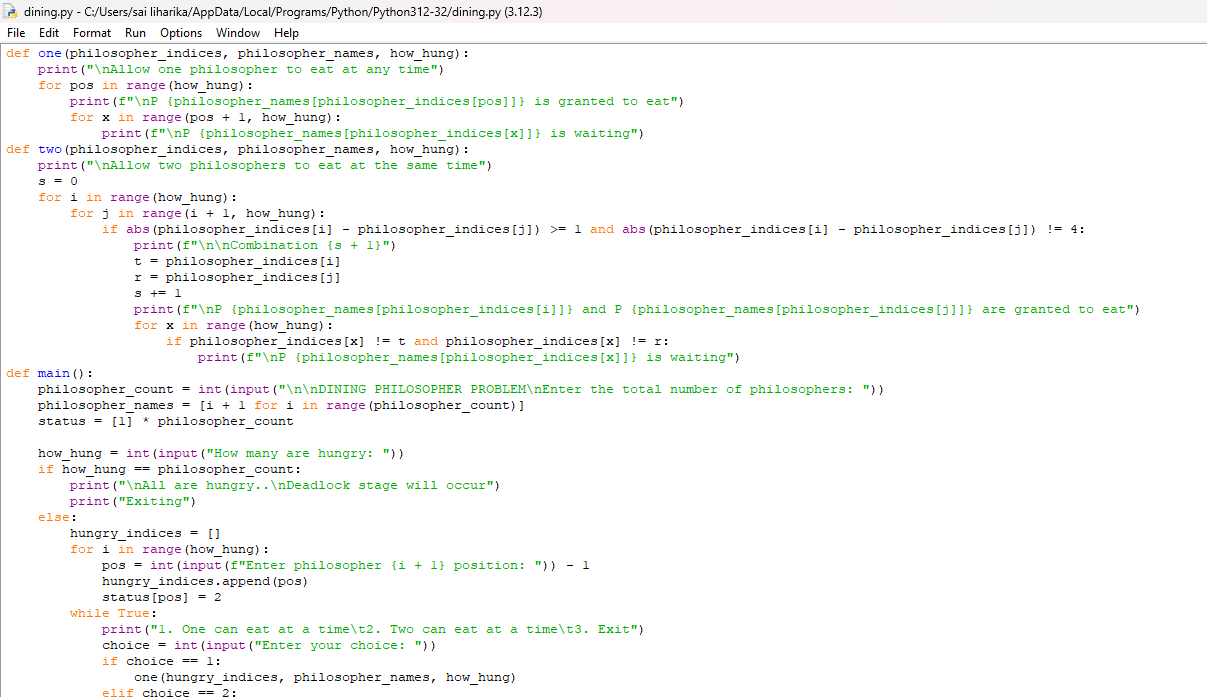 dining.py - C:/Users/sai liharika/AppData/Local/Programs/Python/Python312-32/dining.py (3.12.3)
File Edit Format Run Options Window Help
def one(philosopher_indices, philosopher_names, how_hung):
    print("\nAllow one philosopher to eat at any time")
    for pos in range(how_hung):
        print(f"\nP {philosopher_names[philosopher_indices[pos]]} is granted to eat")
        for x in range(pos + 1, how_hung):
            print(f"\nP {philosopher_names[philosopher_indices[x]]} is waiting")
def two(philosopher_indices, philosopher_names, how_hung):
    print("\nAllow two philosophers to eat at the same time")
    s = 0
    for i in range(how_hung):
        for j in range(i + 1, how_hung):
            if abs(philosopher_indices[i] - philosopher_indices[j]) >= 1 and abs(philosopher_indices[i] - philosopher_indices[j]) != 4:
                print(f"\n\nCombination {s + 1}")
                t = philosopher_indices[i]
                r = philosopher_indices[j]
                s += 1
                print(f"\nP {philosopher_names[philosopher_indices[i]]} and P {philosopher_names[philosopher_indices[j]]} are granted to eat")
                for x in range(how_hung):
                    if philosopher_indices[x] != t and philosopher_indices[x] != r:
                        print(f"\nP {philosopher_names[philosopher_indices[x]]} is waiting")
def main():
    philosopher_count = int(input("\n\nDINING PHILOSOPHER PROBLEM\nEnter the total number of philosophers: "))
    philosopher_names = [i + 1 for i in range(philosopher_count)]
    status = [1] * philosopher_count

    how_hung = int(input("How many are hungry: "))
    if how_hung == philosopher_count:
        print("\nAll are hungry..\nDeadlock stage will occur")
        print("Exiting")
    else:
        hungry_indices = []
        for i in range(how_hung):
            pos = int(input(f"Enter philosopher {i + 1} position: ")) - 1
            hungry_indices.append(pos)
            status[pos] = 2
        while True:
            print("1. One can eat at a time\t2. Two can eat at a time\t3. Exit")
            choice = int(input("Enter your choice: "))
            if choice == 1:
                one(hungry_indices, philosopher_names, how_hung)
            elif choice == 2: